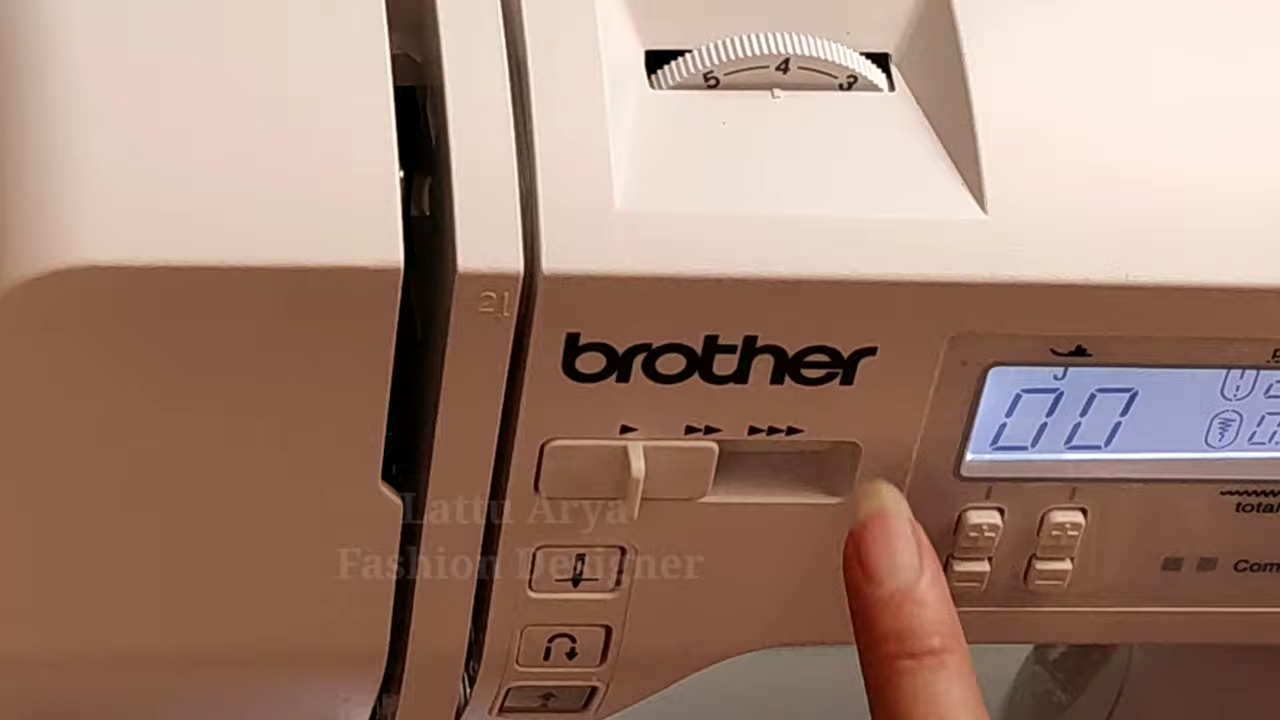 5 4 3
21
brother
J
00
Lattu Arya
Fashion Designer
total
Com